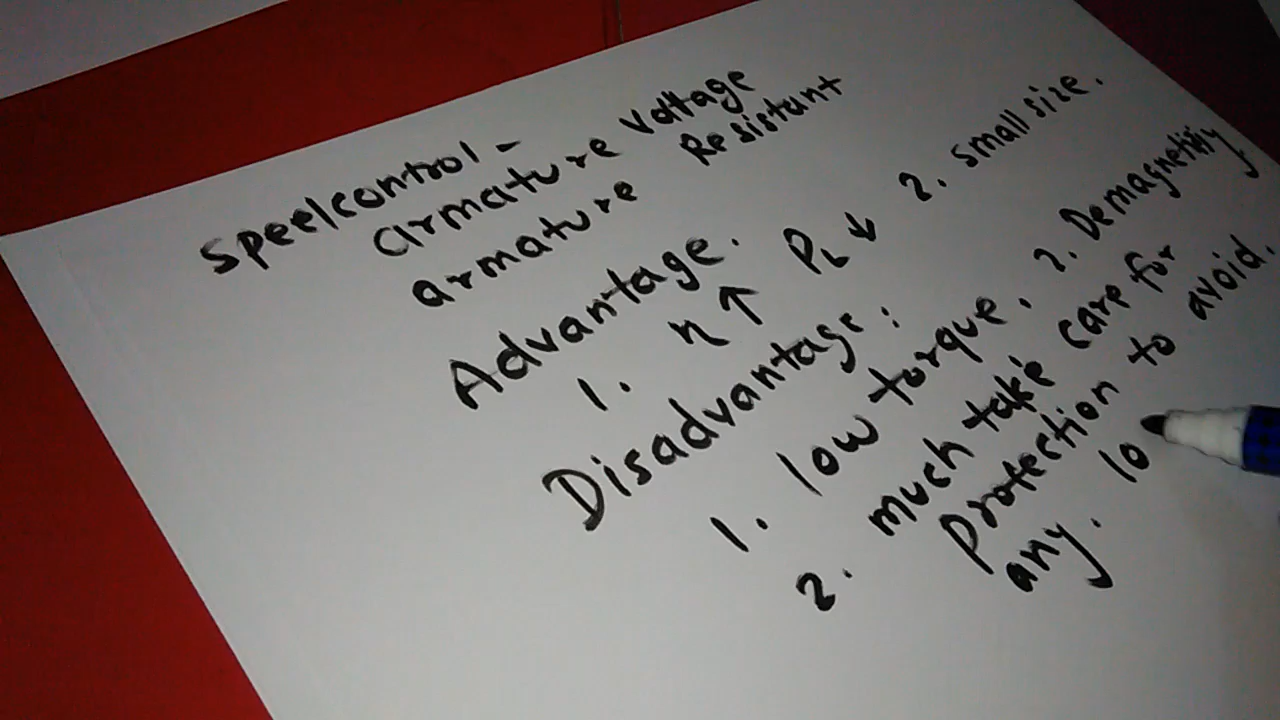 Speelcontrol -
armature Voltage
armature Resistant
Advantage.
1. n ↑ PL ↓ 2. small size.
Disadvantage:
1. low torque. 2. Demagnetivity
2. much take care for
Protection to avoid.
any. lo